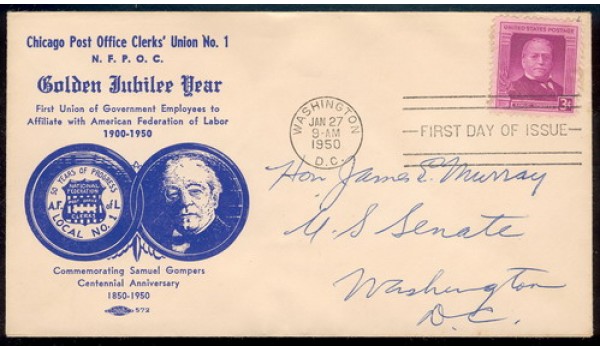 Chicago Post Office Clerks' Union No. 1
N. F. P. O. C.
Golden Jubilee Year
First Union of Government Employees to
Affiliate with American Federation of Labor
1900-1950
50 YEARS OF PROGRESS
NATIONAL
FEDERATION
A.F. of L
CLERKS
LOCAL NO. 1
Commemorating Samuel Gompers
Centennial Anniversary
1850-1950
572
WASHINGTON
JAN 27
9-AM
1950
D.C.
FIRST DAY OF ISSUE
UNITED STATES POSTAGE
3¢
Hon James E. Murray
U S Senate
Washington
D.C.